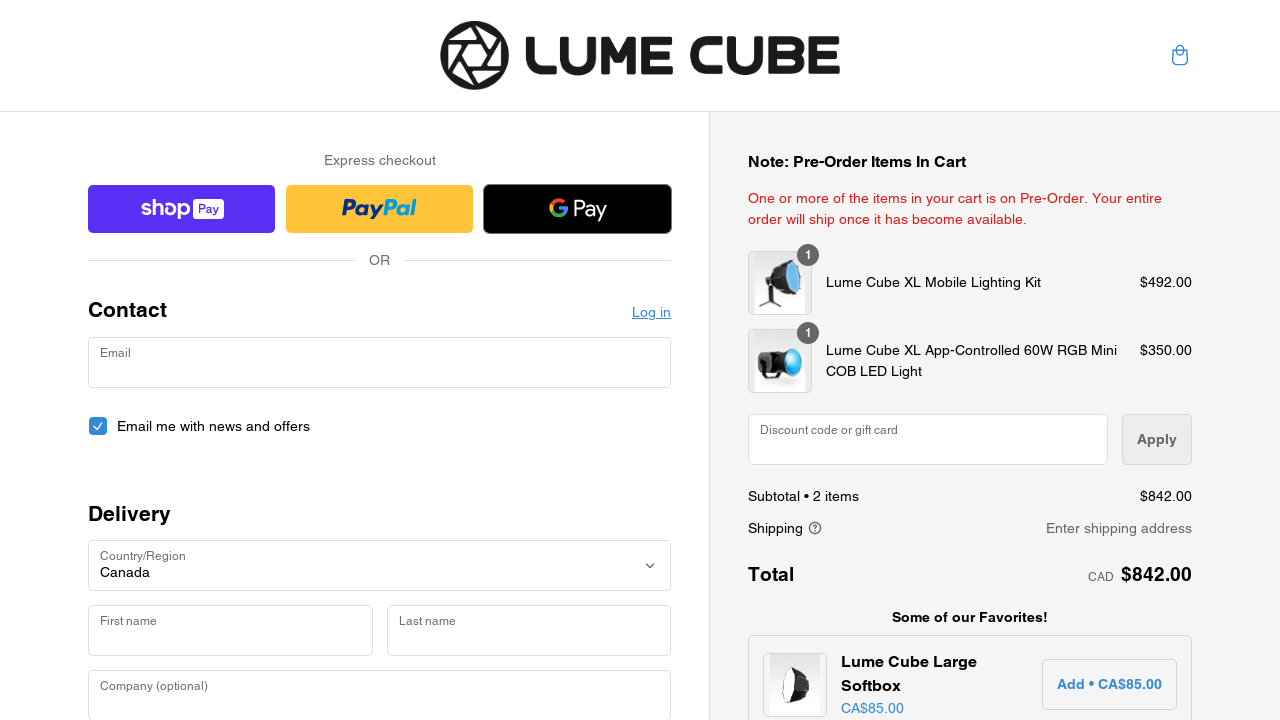 LUME CUBE
Express checkout
shop Pay
PayPal
G Pay
OR
Contact
Log in
Email
Email me with news and offers
Delivery
Country/Region
Canada
First name
Last name
Company (optional)
Note: Pre-Order Items In Cart
One or more of the items in your cart is on Pre-Order. Your entire
order will ship once it has become available.
1
Lume Cube XL Mobile Lighting Kit
$492.00
1
Lume Cube XL App-Controlled 60W RGB Mini
COB LED Light
$350.00
Discount code or gift card
Apply
Subtotal • 2 items
$842.00
Shipping
Enter shipping address
Total
CAD $842.00
Some of our Favorites!
Lume Cube Large
Softbox
CA$85.00
Add • CA$85.00